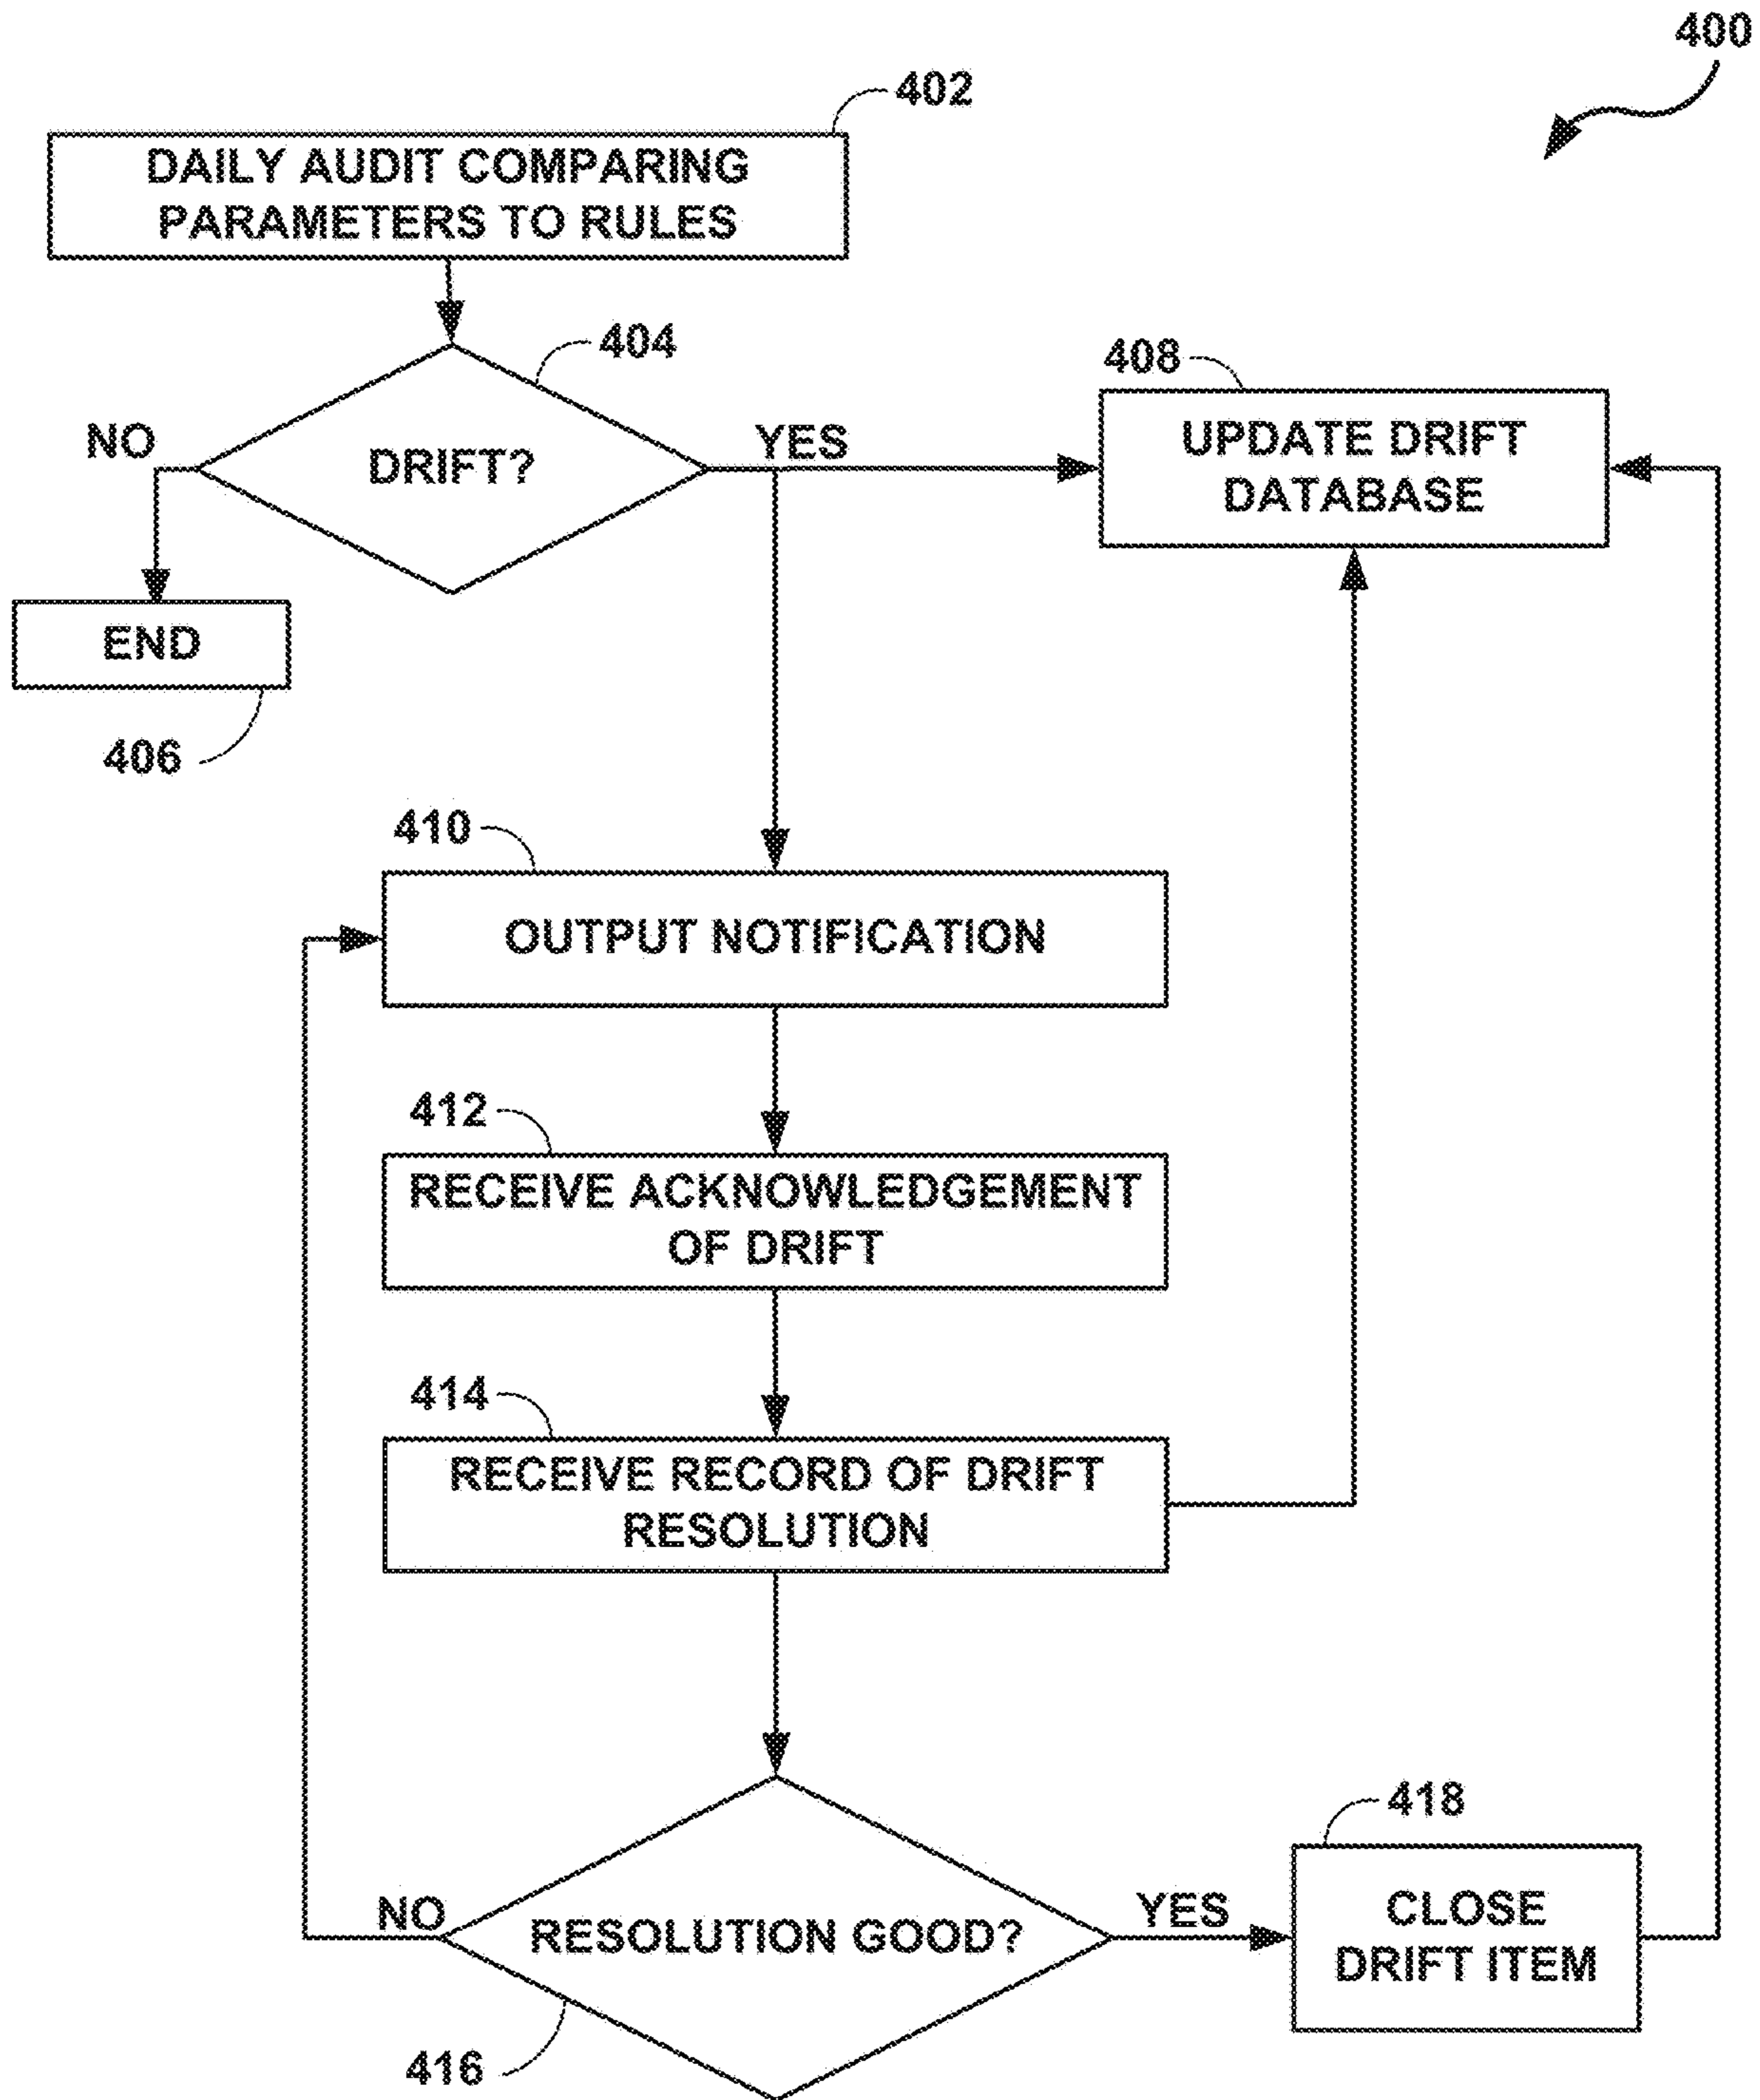 400
402
DAILY AUDIT COMPARING
PARAMETERS TO RULES
404
408
NO
DRIFT?
YES
UPDATE DRIFT
DATABASE
END
406
410
OUTPUT NOTIFICATION
412
RECEIVE ACKNOWLEDGEMENT
OF DRIFT
414
RECEIVE RECORD OF DRIFT
RESOLUTION
418
NO
RESOLUTION GOOD?
YES
CLOSE
DRIFT ITEM
416